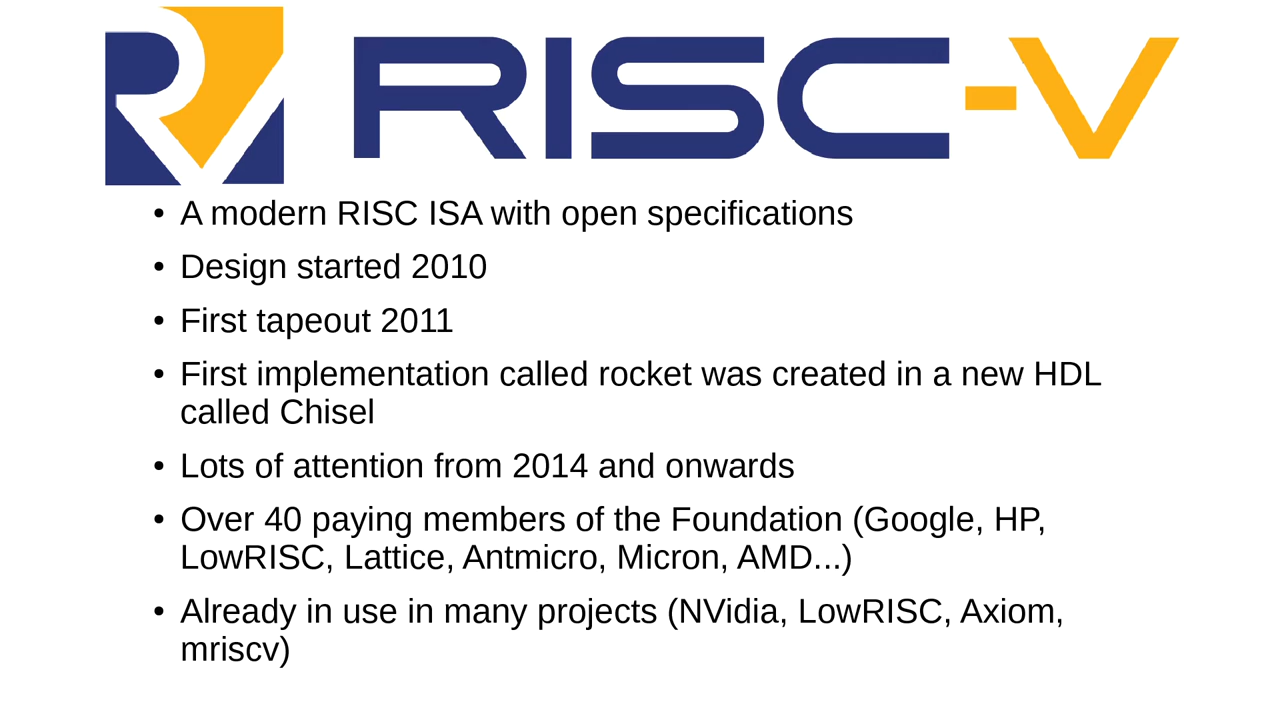 RISC-V
• A modern RISC ISA with open specifications
• Design started 2010
• First tapeout 2011
• First implementation called rocket was created in a new HDL
called Chisel
• Lots of attention from 2014 and onwards
• Over 40 paying members of the Foundation (Google, HP,
LowRISC, Lattice, Antmicro, Micron, AMD...)
• Already in use in many projects (NVidia, LowRISC, Axiom,
mriscv)